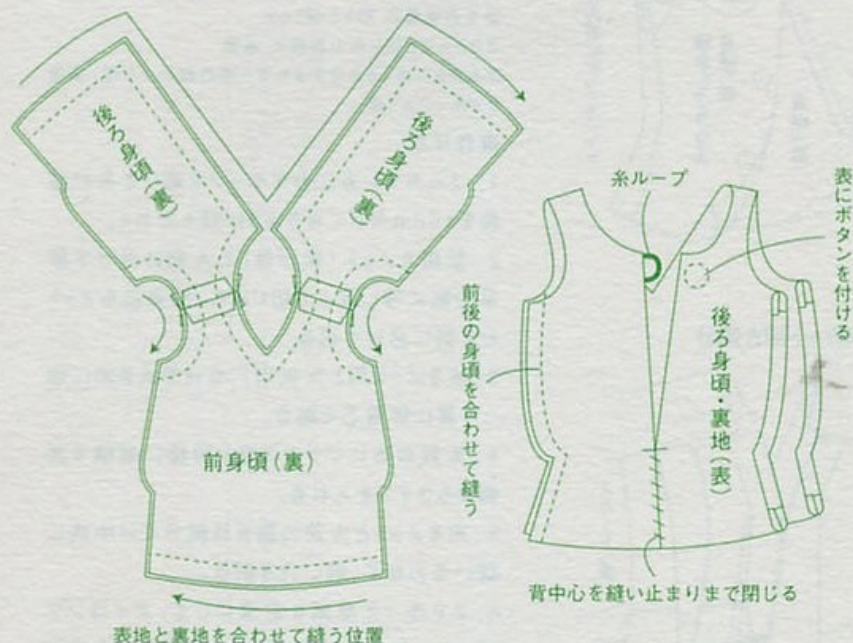 後ろ身頃(裏)
後ろ身頃(裏)
前身頃(裏)
表地と裏地を合わせて縫う位置
糸ループ
表にボタンを付ける
前後の身頃を合わせて縫う
後ろ身頃・裏地(表)
背中心を縫い止まりまで閉じる